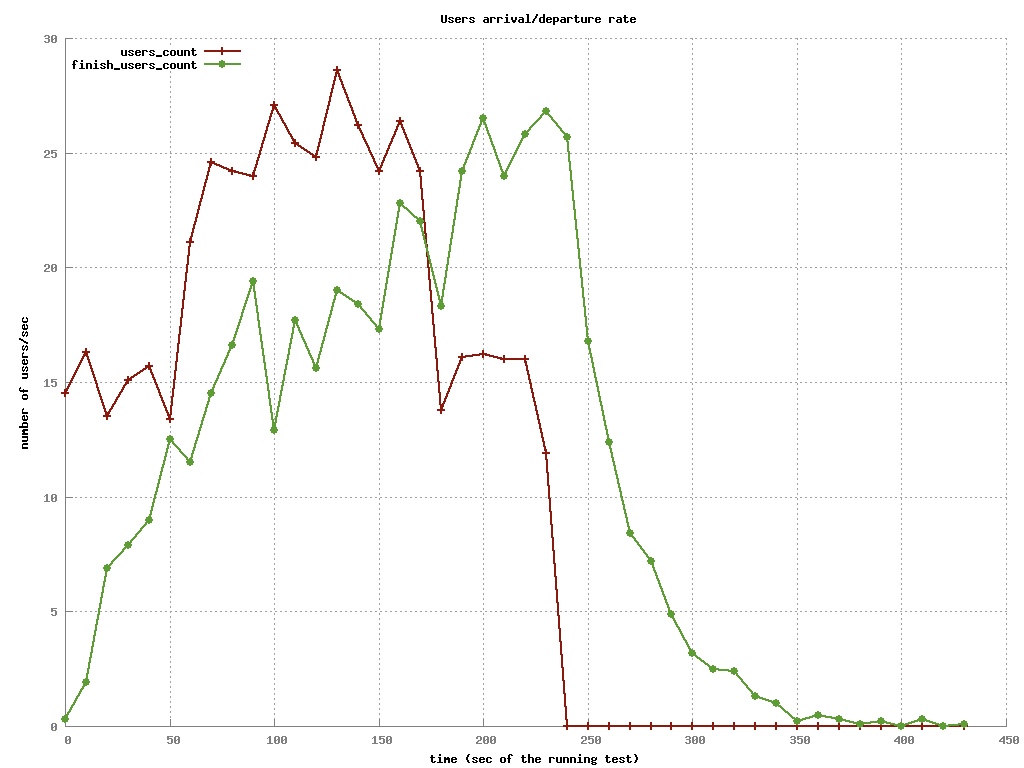 Users arrival/departure rate
users_count
finish_users_count
30
25
20
15
10
5
0
number of users/sec
0 50 100 150 200 250 300 350 400 450
time (sec of the running test)